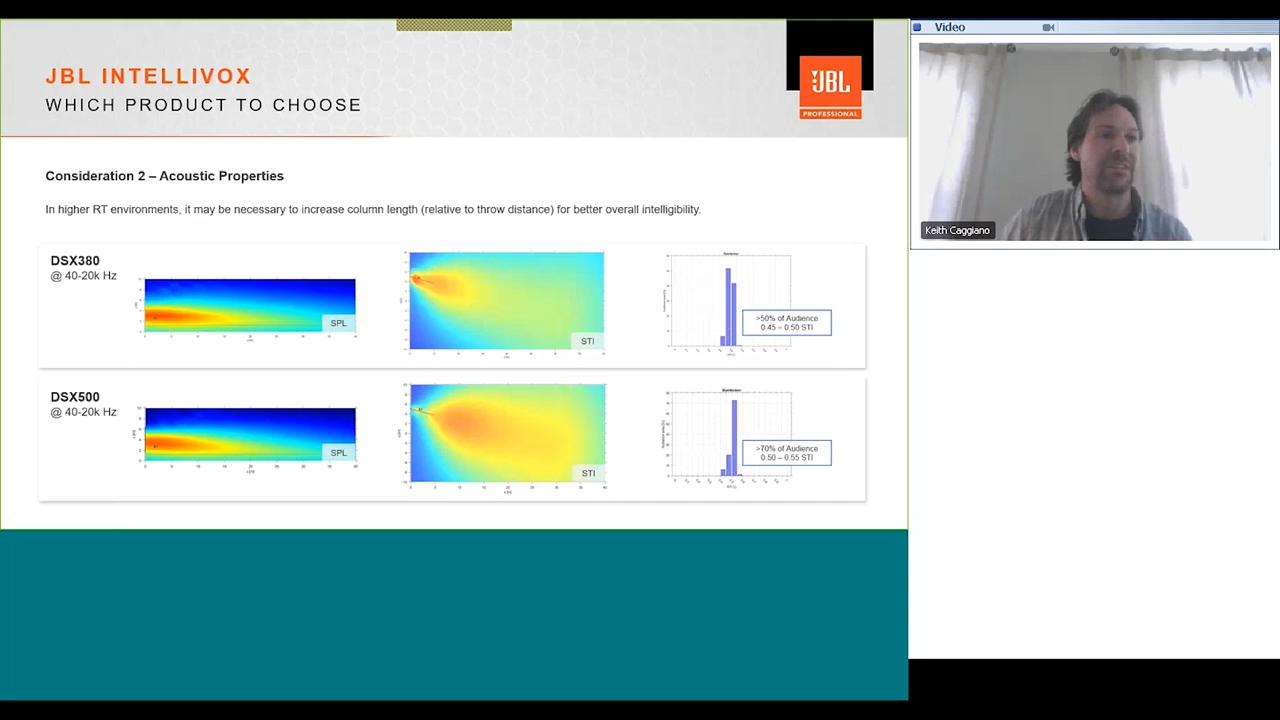 JBL INTELLIVOX
WHICH PRODUCT TO CHOOSE
JBL
PROFESSIONAL
Video
Keith Caggiano
Consideration 2 – Acoustic Properties
In higher RT environments, it may be necessary to increase column length (relative to throw distance) for better overall intelligibility.
DSX380
@ 40-20k Hz
SPL
STI
>50% of Audience
0.45 – 0.50 STI
DSX500
@ 40-20k Hz
SPL
STI
Distribution
>70% of Audience
0.50 – 0.55 STI